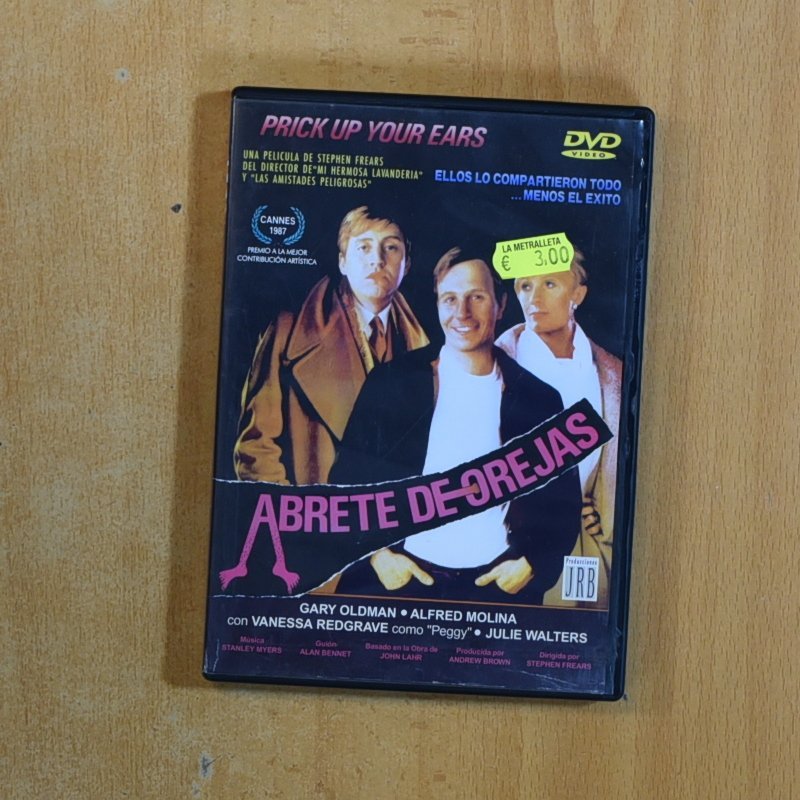 PRICK UP YOUR EARS
DVD
VIDEO
UNA PELICULA DE STEPHEN FREARS
DEL DIRECTOR DE "MI HERMOSA LAVANDERIA"
Y "LAS AMISTADES PELIGROSAS"
ELLOS LO COMPARTIERON TODO
...MENOS EL EXITO
CANNES
1987
PREMIO A LA MEJOR
CONTRIBUCIÓN ARTÍSTICA
LA METRALLETA
€ 3,00
ABRETE DE OREJAS
Producciones
JRB
GARY OLDMAN • ALFRED MOLINA
con VANESSA REDGRAVE como "Peggy" • JULIE WALTERS
Música
STANLEY MYERS
Guión
ALAN BENNET
Basado en la Obra de
JOHN LAHR
Producida por
ANDREW BROWN
Dirigida por
STEPHEN FREARS